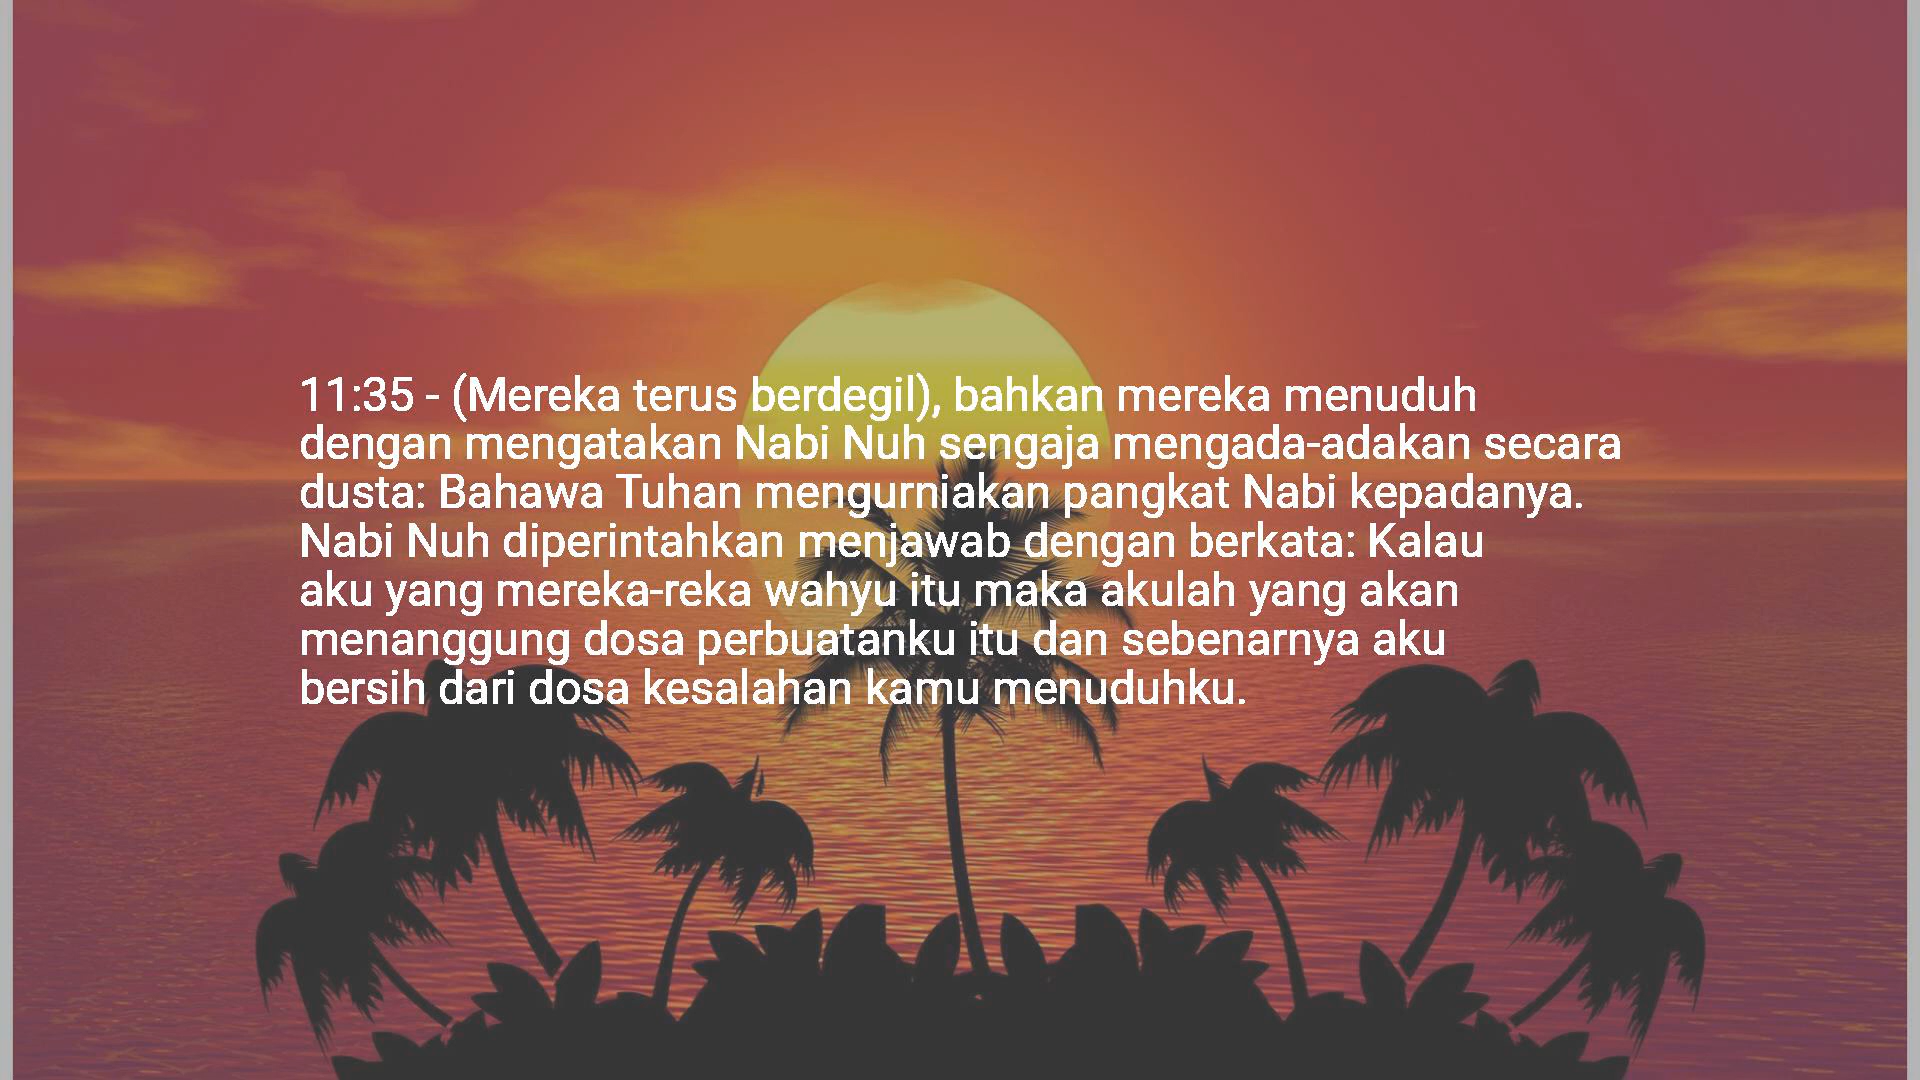 11:35 - (Mereka terus berdegil), bahkan mereka menuduh
dengan mengatakan Nabi Nuh sengaja mengada-adakan secara
dusta: Bahawa Tuhan mengurniakan pangkat Nabi kepadanya.
Nabi Nuh diperintahkan menjawab dengan berkata: Kalau
aku yang mereka-reka wahyu itu maka akulah yang akan
menanggung dosa perbuatanku itu dan sebenarnya aku
bersih dari dosa kesalahan kamu menuduhku.